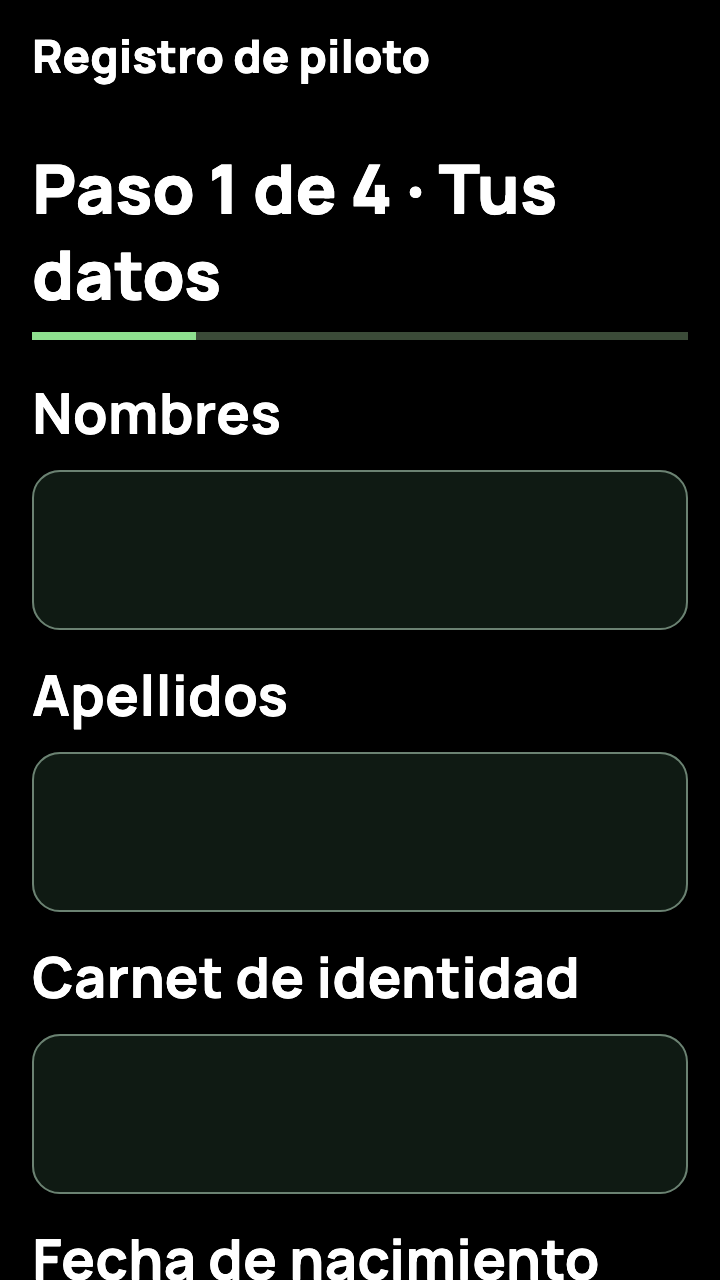 Registro de piloto
Paso 1 de 4 · Tus
datos
Nombres
Apellidos
Carnet de identidad
Fecha de nacimiento